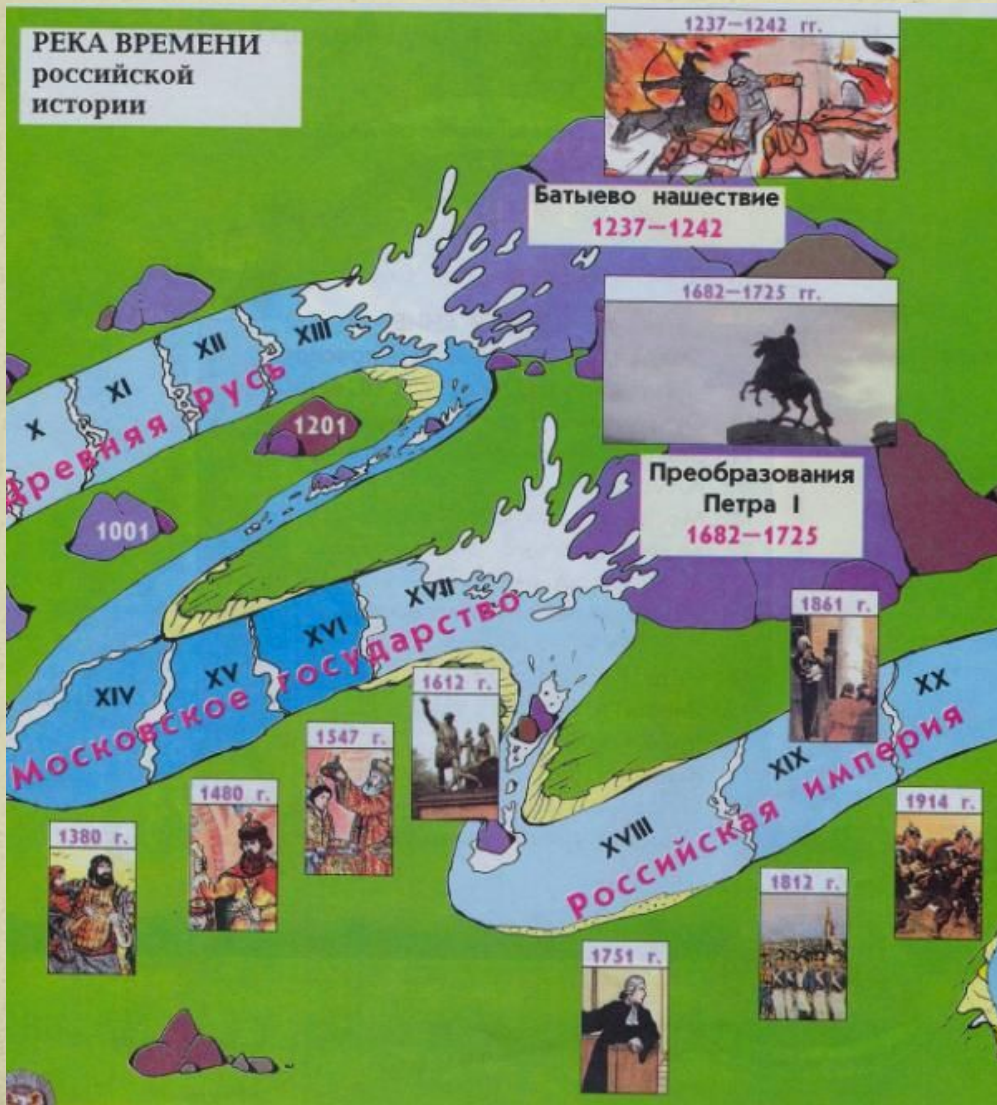 РЕКА ВРЕМЕНИ
российской
истории
1237—1242 гг.
Батыево нашествие
1237—1242
1682—1725 гг.
Преобразования
Петра I
1682—1725
X
XI
XII
XIII
Древняя Русь
1201
1001
XIV
XV
XVI
XVII
Московское государство
1380 г.
1480 г.
1547 г.
1612 г.
1861 г.
XVIII
XIX
XX
Российская империя
1751 г.
1812 г.
1914 г.